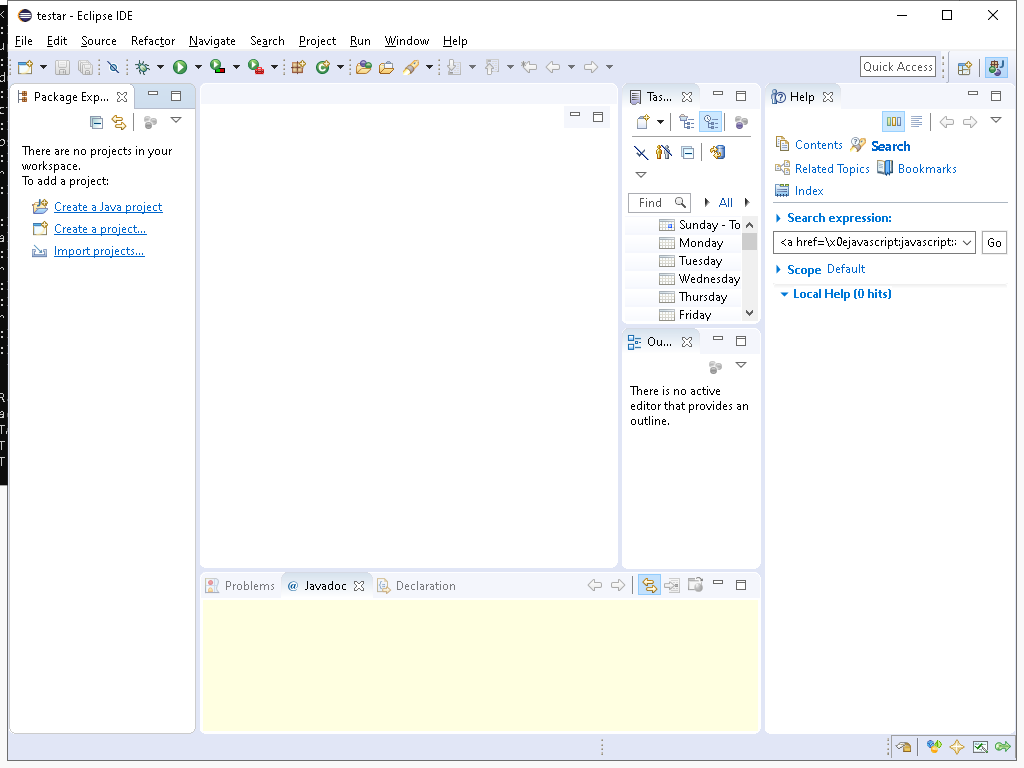 testar - Eclipse IDE
File Edit Source Refactor Navigate Search Project Run Window Help
Quick Access
Package Exp...
There are no projects in your
workspace.
To add a project:
Create a Java project
Create a project...
Import projects...
Tas...
Find
All
Sunday - To
Monday
Tuesday
Wednesday
Thursday
Friday
Ou...
There is no active
editor that provides an
outline.
Help
Contents Search
Related Topics Bookmarks
Index
Search expression:
<a href=\x0ejavascript:javascript:
Go
Scope Default
Local Help (0 hits)
Problems @ Javadoc Declaration